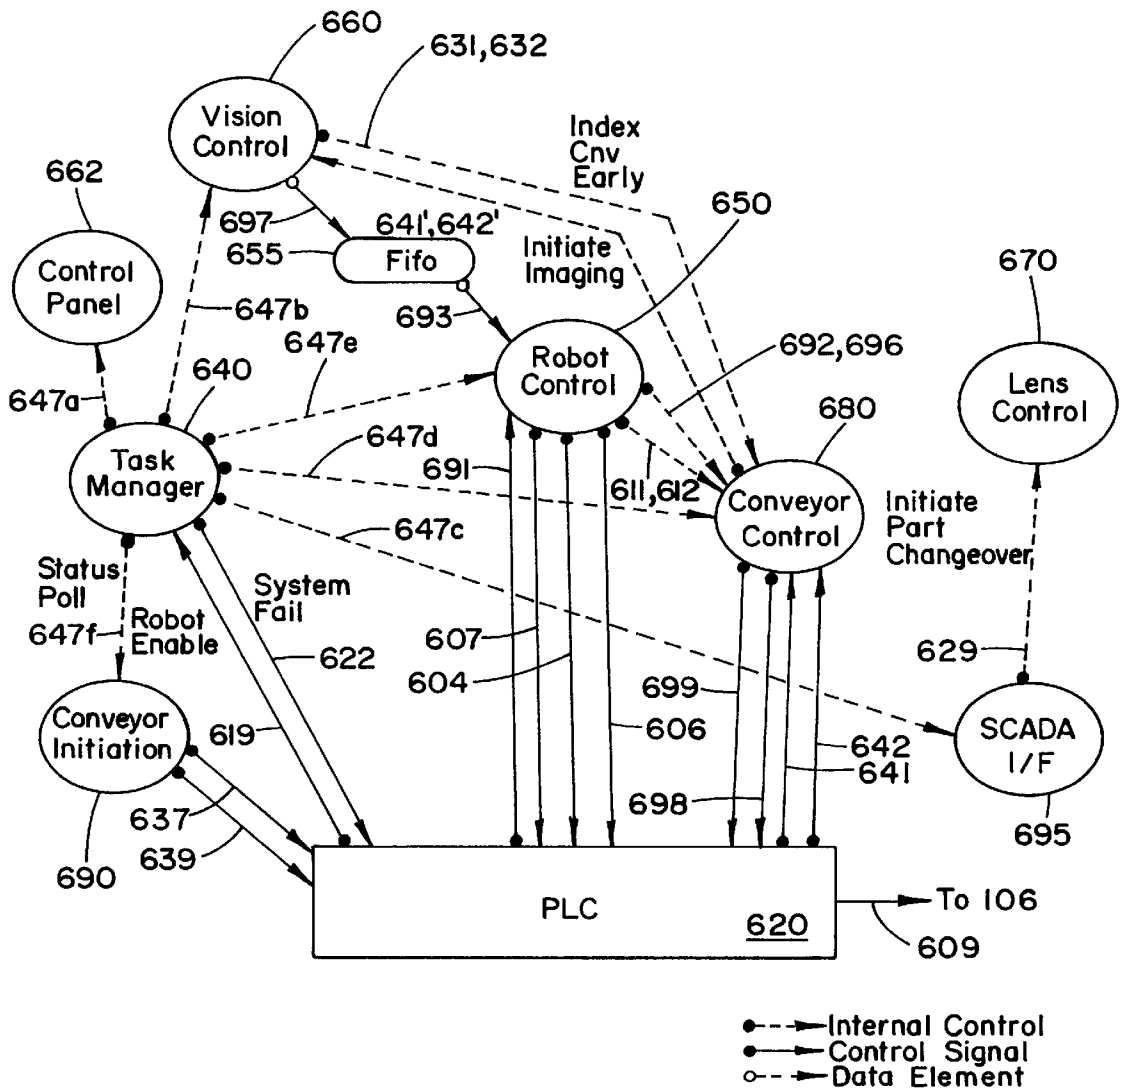 660
631,632
Vision
Control
Index
Cnv
Early
662
697
641',642'
650
655
Fifo
Initiate
Imaging
670
Control
Panel
647b
693
692,696
647e
640
Robot
Control
Lens
Control
647a
680
647d
Task
Manager
691
611,612
Conveyor
Control
Initiate
Part
Changeover
647c
Status
Poll
System
Fail
647f
Robot
Enable
607
622
604
629
699
Conveyor
Initiation
619
606
SCADA
I/F
642
641
637
698
695
639
690
PLC
620
To 106
609
Internal Control
Control Signal
Data Element